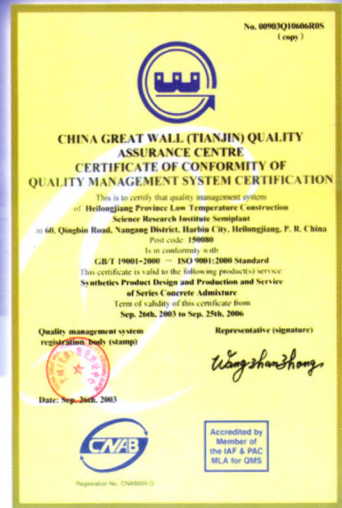 No. 00903Q10606R0S
( copy )
CHINA GREAT WALL (TIANJIN) QUALITY
ASSURANCE CENTRE
CERTIFICATE OF CONFORMITY OF
QUALITY MANAGEMENT SYSTEM CERTIFICATION
This is to certify that quality management system
of Heilongjiang Province Low Temperature Construction
Science Research Institute Semiplant
in 60, Qingbin Road, Nangang District, Harbin City, Heilongjiang, P. R. China
Post code: 150080
Is in conformity with
GB/T 19001-2000 — ISO 9001:2000 Standard
This certificate is valid to the following product(s)/service
Synthetics Product Design and Production and Service
of Series Concrete Admixture
Term of validity of this certificate from
Sep. 26th, 2003 to Sep. 25th, 2006
Quality management system
registration body (stamp)
Representative (signature)
Wang zhan zhong
Date: Sep. 26th, 2003
CNAB
Registration No. CNAB004-Q
Accredited by
Member of
the IAF & PAC
MLA for QMS